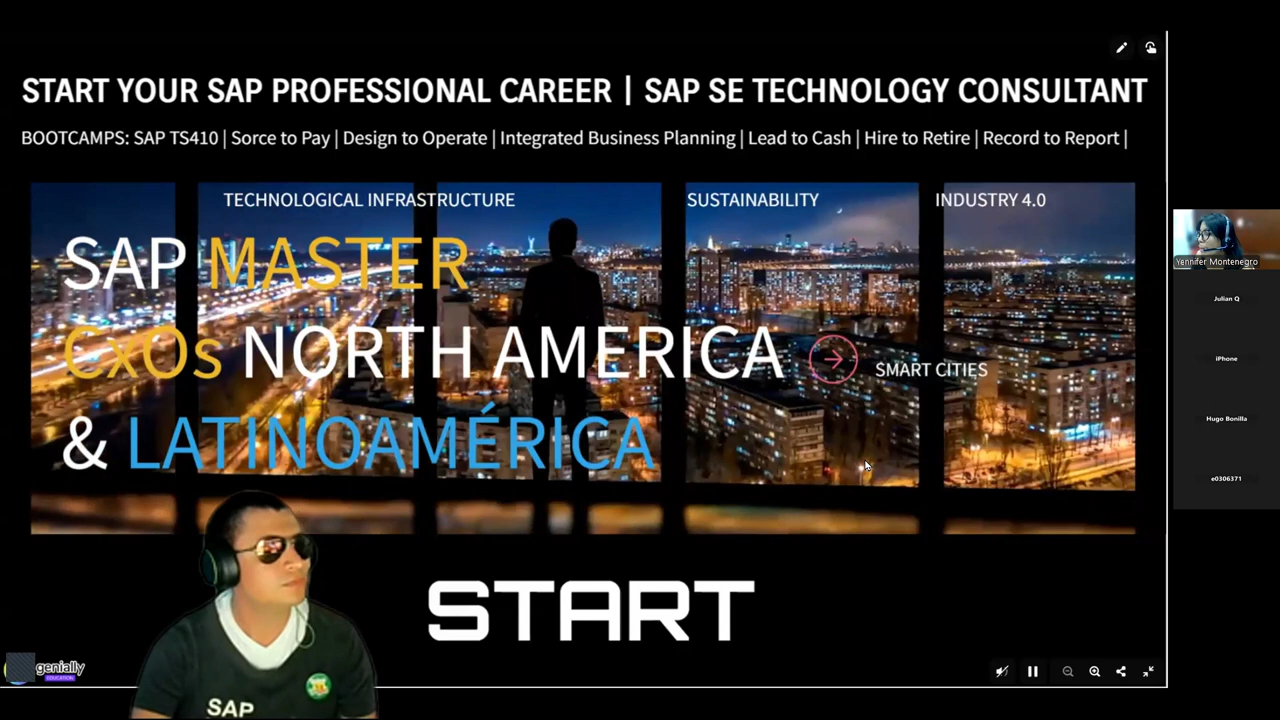 START YOUR SAP PROFESSIONAL CAREER | SAP SE TECHNOLOGY CONSULTANT
BOOTCAMPS: SAP TS410 | Sorce to Pay | Design to Operate | Integrated Business Planning | Lead to Cash | Hire to Retire | Record to Report |
TECHNOLOGICAL INFRASTRUCTURE
SUSTAINABILITY
INDUSTRY 4.0
SAP MASTER
CxOs NORTH AMERICA
SMART CITIES
& LATINOAMÉRICA
START
genially
EDUCATION
SAP
Yennifer Montenegro
Julian Q
iPhone
Hugo Bonilla
e0306371